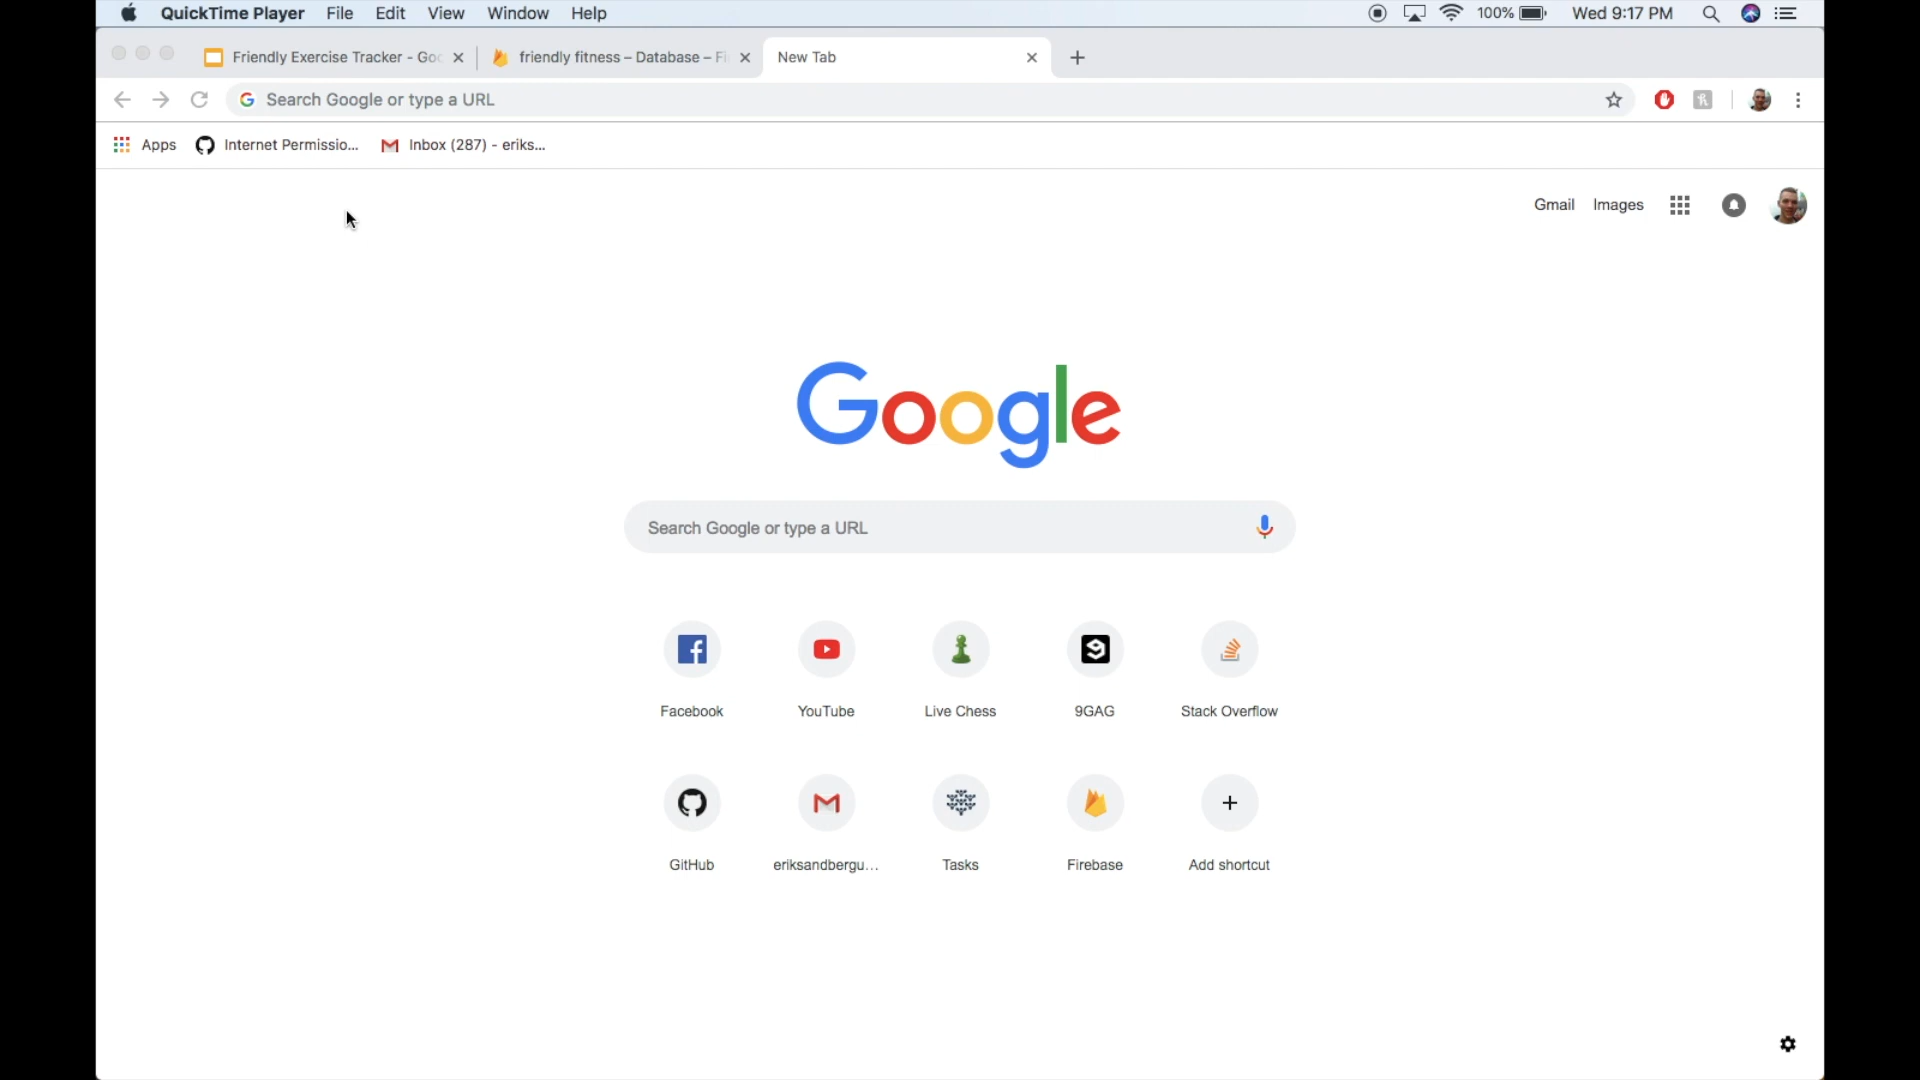 QuickTime Player File Edit View Window Help 100% Wed 9:17 PM
Friendly Exercise Tracker - Goo friendly fitness – Database – Fi New Tab
Search Google or type a URL
Apps Internet Permissio... Inbox (287) - eriks...
Gmail Images
Google
Search Google or type a URL
Facebook YouTube Live Chess 9GAG Stack Overflow
GitHub eriksandbergu... Tasks Firebase Add shortcut